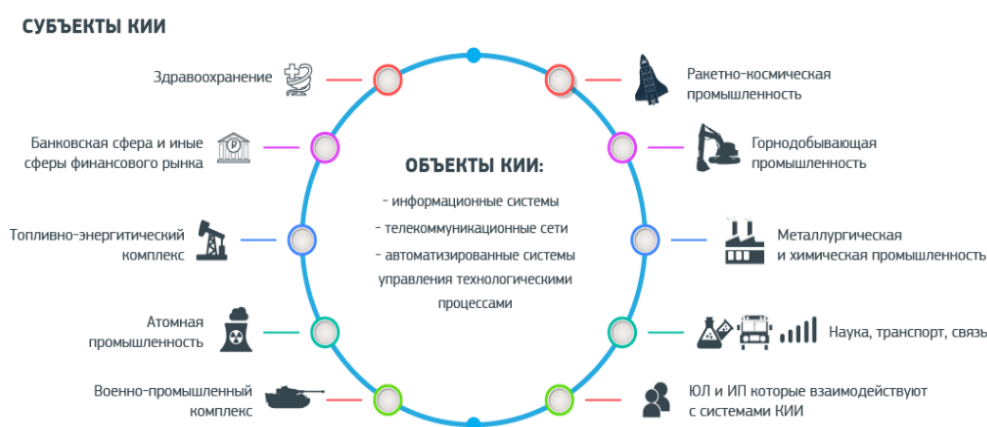 СУБЪЕКТЫ КИИ
Здравоохранение
Банковская сфера и иные
сферы финансового рынка
Топливно-энергитический
комплекс
Атомная
промышленность
Военно-промышленный
комплекс
ОБЪЕКТЫ КИИ:
- информационные системы
- телекоммуникационные сети
- автоматизированные системы
управления технологическими
процессами
Ракетно-космическая
промышленность
Горнодобывающая
промышленность
Металлургическая
и химическая промышленность
Наука, транспорт, связь
ЮЛ и ИП которые взаимодействуют
с системами КИИ